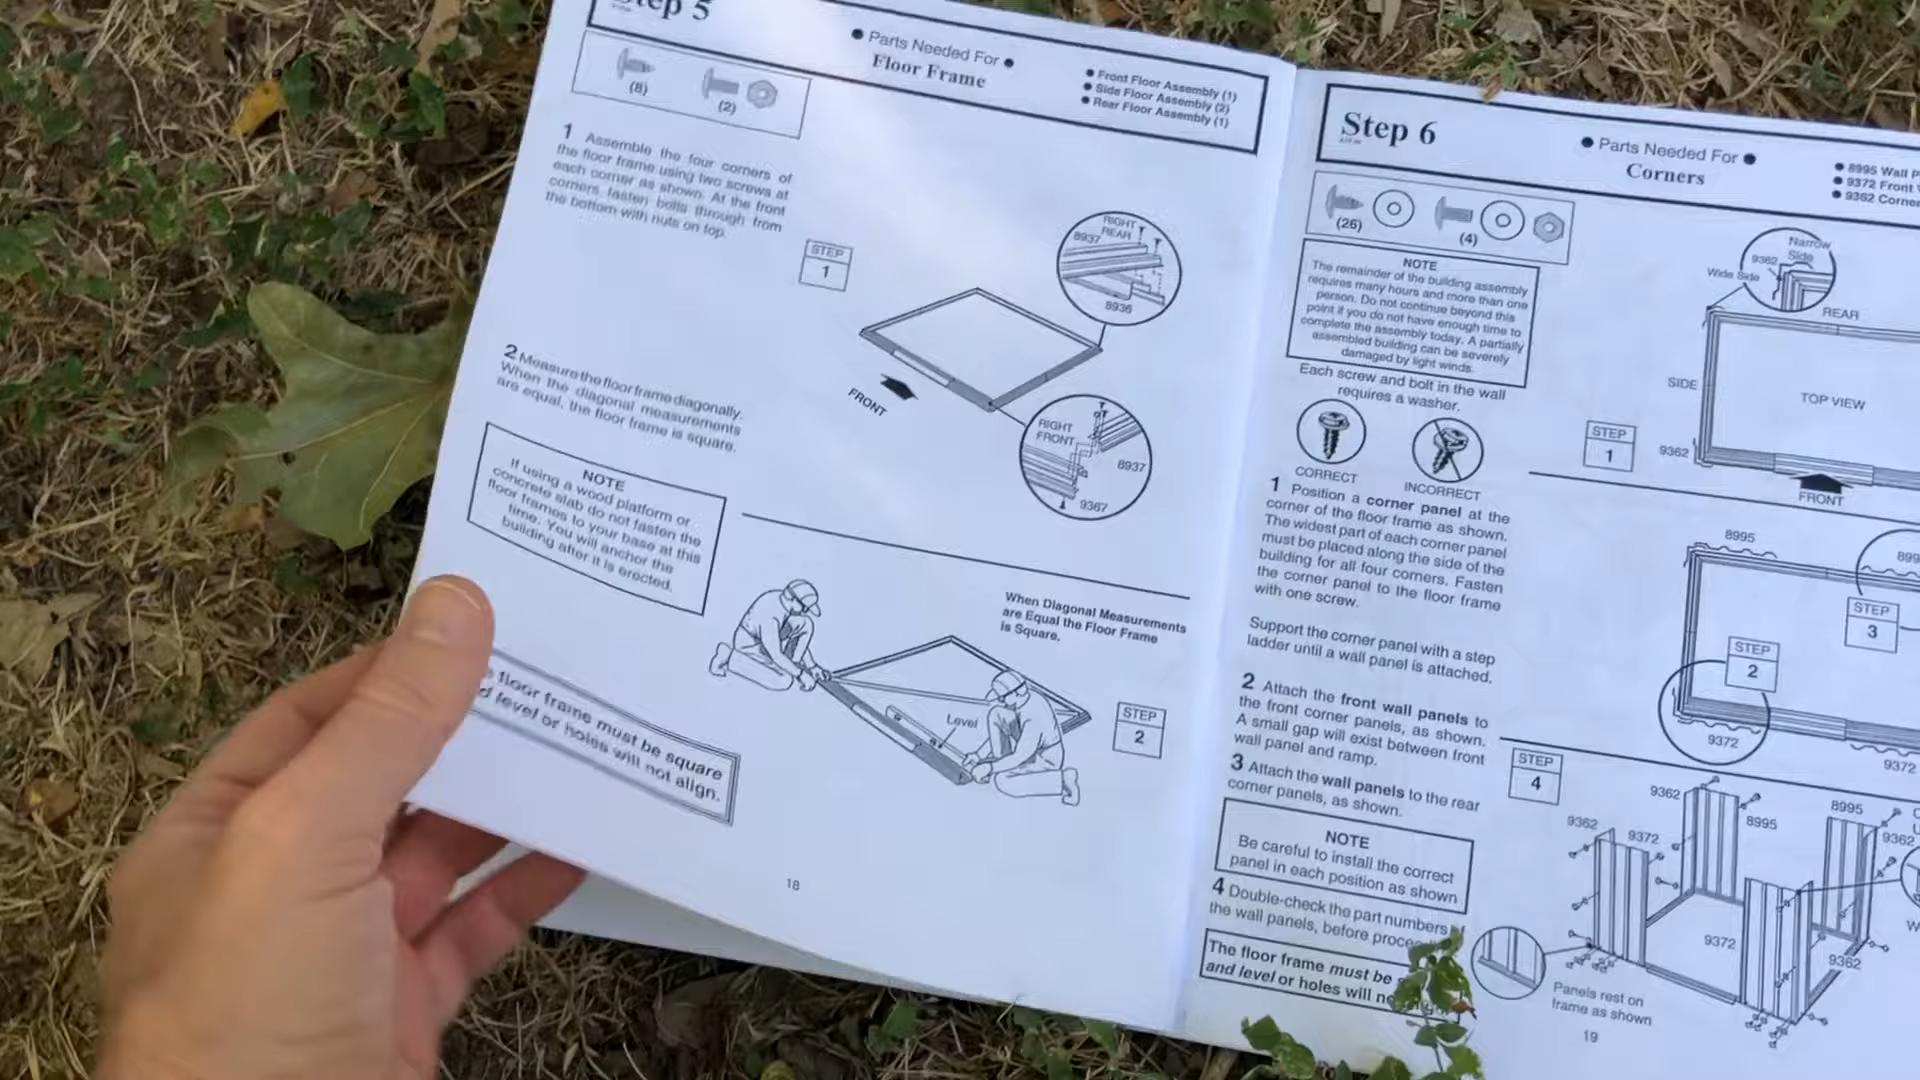 Step 5
Parts Needed For
Floor Frame
Front Floor Assembly (1)
Side Floor Assembly (2)
Rear Floor Assembly (1)
(8)
(2)
1 Assemble the four corners of
the floor frame using two screws at
each corner as shown. At the front
corners, fasten bolts through from
the bottom with nuts on top.
STEP
1
RIGHT
REAR
8937
8936
FRONT
RIGHT
FRONT
8937
9367
2 Measure the floor frame diagonally.
When the diagonal measurements
are equal, the floor frame is square.
NOTE
If using a wood platform or
concrete slab do not fasten the
floor frames to your base at this
time. You will anchor the
building after it is erected.
When Diagonal Measurements
are Equal the Floor Frame
is Square.
Level
STEP
2
floor frame must be square
level or holes will not align.
18
Step 6
Parts Needed For
Corners
8995 Wall
9372 Front
9362 Corner
(26)
(4)
NOTE
The remainder of the building assembly
requires many hours and more than one
person. Do not continue beyond this
point if you do not have enough time to
complete the assembly today. A partially
assembled building can be severely
damaged by light winds.
Each screw and bolt in the wall
requires a washer.
CORRECT
INCORRECT
1 Position a corner panel at the
corner of the floor frame as shown.
The widest part of each corner panel
must be placed along the side of the
building for all four corners. Fasten
the corner panel to the floor frame
with one screw.
Support the corner panel with a step
ladder until a wall panel is attached.
2 Attach the front wall panels to
the front corner panels, as shown.
A small gap will exist between front
wall panel and ramp.
3 Attach the wall panels to the rear
corner panels, as shown.
NOTE
Be careful to install the correct
panel in each position as shown
4 Double-check the part numbers
the wall panels, before
The floor frame must be
and level or holes will
Narrow
Side
9362
Wide Side
REAR
SIDE
TOP VIEW
STEP
1
9362
FRONT
8995
899
STEP
3
STEP
2
9372
9372
STEP
4
9362
9362
9372
8995
8995
9362
9372
9362
Panels rest on
frame as shown
19